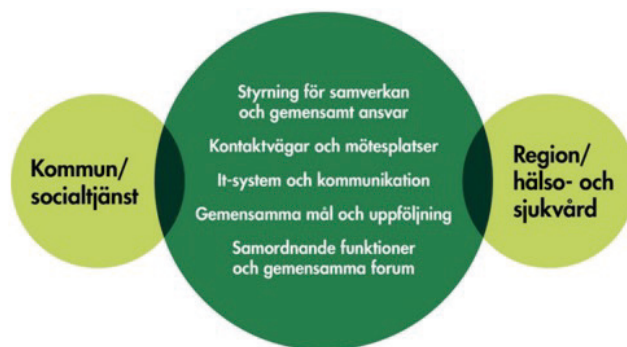 Kommun/
socialtjänst
Styrning för samverkan
och gemensamt ansvar
Kontaktvägar och mötesplatser
It-system och kommunikation
Gemensamma mål och uppföljning
Samordnande funktioner
och gemensamma forum
Region/
hälso- och
sjukvård